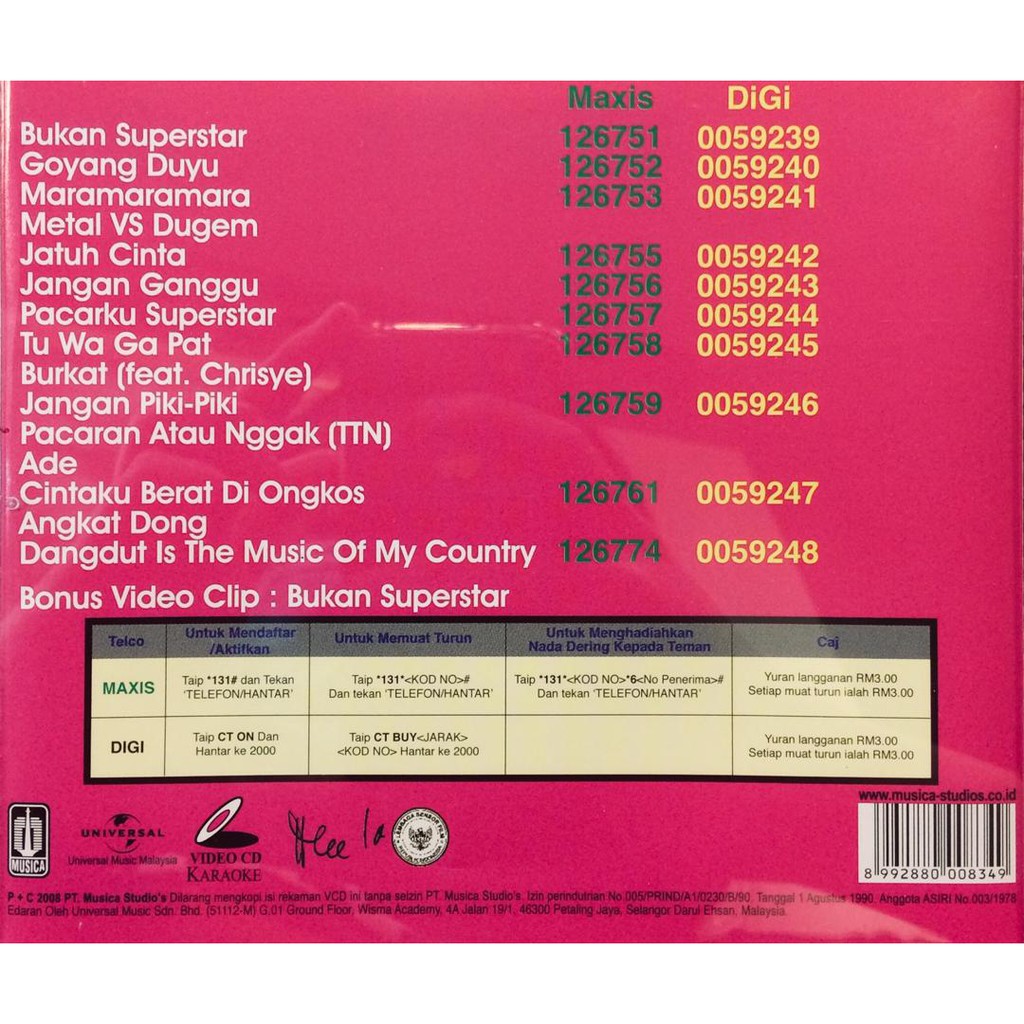 Maxis DiGi
Bukan Superstar 126751 0059239
Goyang Duyu 126752 0059240
Maramaramara 126753 0059241
Metal VS Dugem
Jatuh Cinta 126755 0059242
Jangan Ganggu 126756 0059243
Pacarku Superstar 126757 0059244
Tu Wa Ga Pat 126758 0059245
Burkat (feat. Chrisye)
Jangan Piki-Piki 126759 0059246
Pacaran Atau Nggak (TTN)
Ade
Cintaku Berat Di Ongkos 126761 0059247
Angkat Dong
Dangdut Is The Music Of My Country 126774 0059248
Bonus Video Clip : Bukan Superstar
Telco
Untuk Mendaftar
/Aktifkan
Untuk Memuat Turun
Untuk Menghadiahkan
Nada Dering Kepada Teman
Caj
MAXIS
Taip *131# dan Tekan
'TELEFON/HANTAR'
Taip *131*<KOD NO>#
Dan tekan 'TELEFON/HANTAR'
Taip *131*<KOD NO>*6<No Penerima>#
Dan tekan 'TELEFON/HANTAR'
Yuran langganan RM3.00
Setiap muat turun ialah RM3.00
DIGI
Taip CT ON Dan
Hantar ke 2000
Taip CT BUY<JARAK>
<KOD NO> Hantar ke 2000
Yuran langganan RM3.00
Setiap muat turun ialah RM3.00
www.musica-studios.co.id
MUSICA
UNIVERSAL
Universal Music Malaysia
VIDEO CD
KARAOKE
LEMBAGA SENSOR FILM
8 992880 008349
P + C 2008 PT. Musica Studio's Dilarang mengkopi isi rekaman VCD ini tanpa seizin PT. Musica Studio's. Izin perindutrian No.005/PRIND/A1/0230/B/90. Tanggal 1 Agustus 1990. Anggota ASIRI No.003/1978
Edaran Oleh Universal Music Sdn. Bhd. (51112-M) G.01 Ground Floor, Wisma Academy, 4A Jalan 19/1, 46300 Petaling Jaya, Selangor Darul Ehsan, Malaysia.